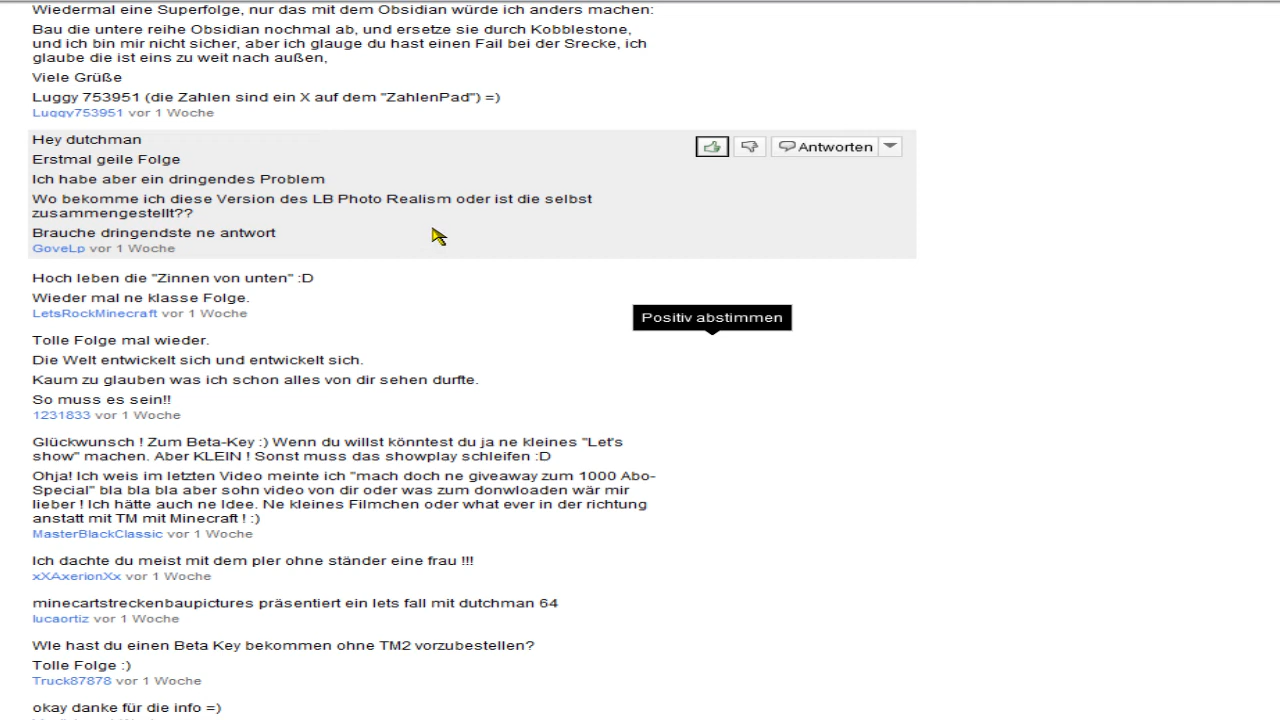 Wiedermal eine Superfolge, nur das mit dem Obsidian würde ich anders machen:
Bau die untere reihe Obsidian nochmal ab, und ersetze sie durch Kobblestone,
und ich bin mir nicht sicher, aber ich glauge du hast einen Fail bei der Srecke, ich
glaube die ist eins zu weit nach außen,
Viele Grüße
Luggy 753951 (die Zahlen sind ein X auf dem "ZahlenPad") =)
Luggy753951 vor 1 Woche
Hey dutchman
Antworten
Erstmal geile Folge
Ich habe aber ein dringendes Problem
Wo bekomme ich diese Version des LB Photo Realism oder ist die selbst
zusammengestellt??
Brauche dringendste ne antwort
GoveLp vor 1 Woche
Hoch leben die "Zinnen von unten" :D
Wieder mal ne klasse Folge.
LetsRockMinecraft vor 1 Woche
Positiv abstimmen
Tolle Folge mal wieder.
Die Welt entwickelt sich und entwickelt sich.
Kaum zu glauben was ich schon alles von dir sehen durfte.
So muss es sein!!
1231833 vor 1 Woche
Glückwunsch ! Zum Beta-Key :) Wenn du willst könntest du ja ne kleines "Let's
show" machen. Aber KLEIN ! Sonst muss das showplay schleifen :D
Ohja! Ich weis im letzten Video meinte ich "mach doch ne giveaway zum 1000 Abo-
Special" bla bla bla aber sohn video von dir oder was zum donwloaden wär mir
lieber ! Ich hätte auch ne Idee. Ne kleines Filmchen oder what ever in der richtung
anstatt mit TM mit Minecraft ! :)
MasterBlackClassic vor 1 Woche
Ich dachte du meist mit dem pler ohne ständer eine frau !!!
xXAxerionXx vor 1 Woche
minecartstreckenbaupictures präsentiert ein lets fall mit dutchman 64
lucaortiz vor 1 Woche
WIe hast du einen Beta Key bekommen ohne TM2 vorzubestellen?
Tolle Folge :)
Truck87878 vor 1 Woche
okay danke für die info =)